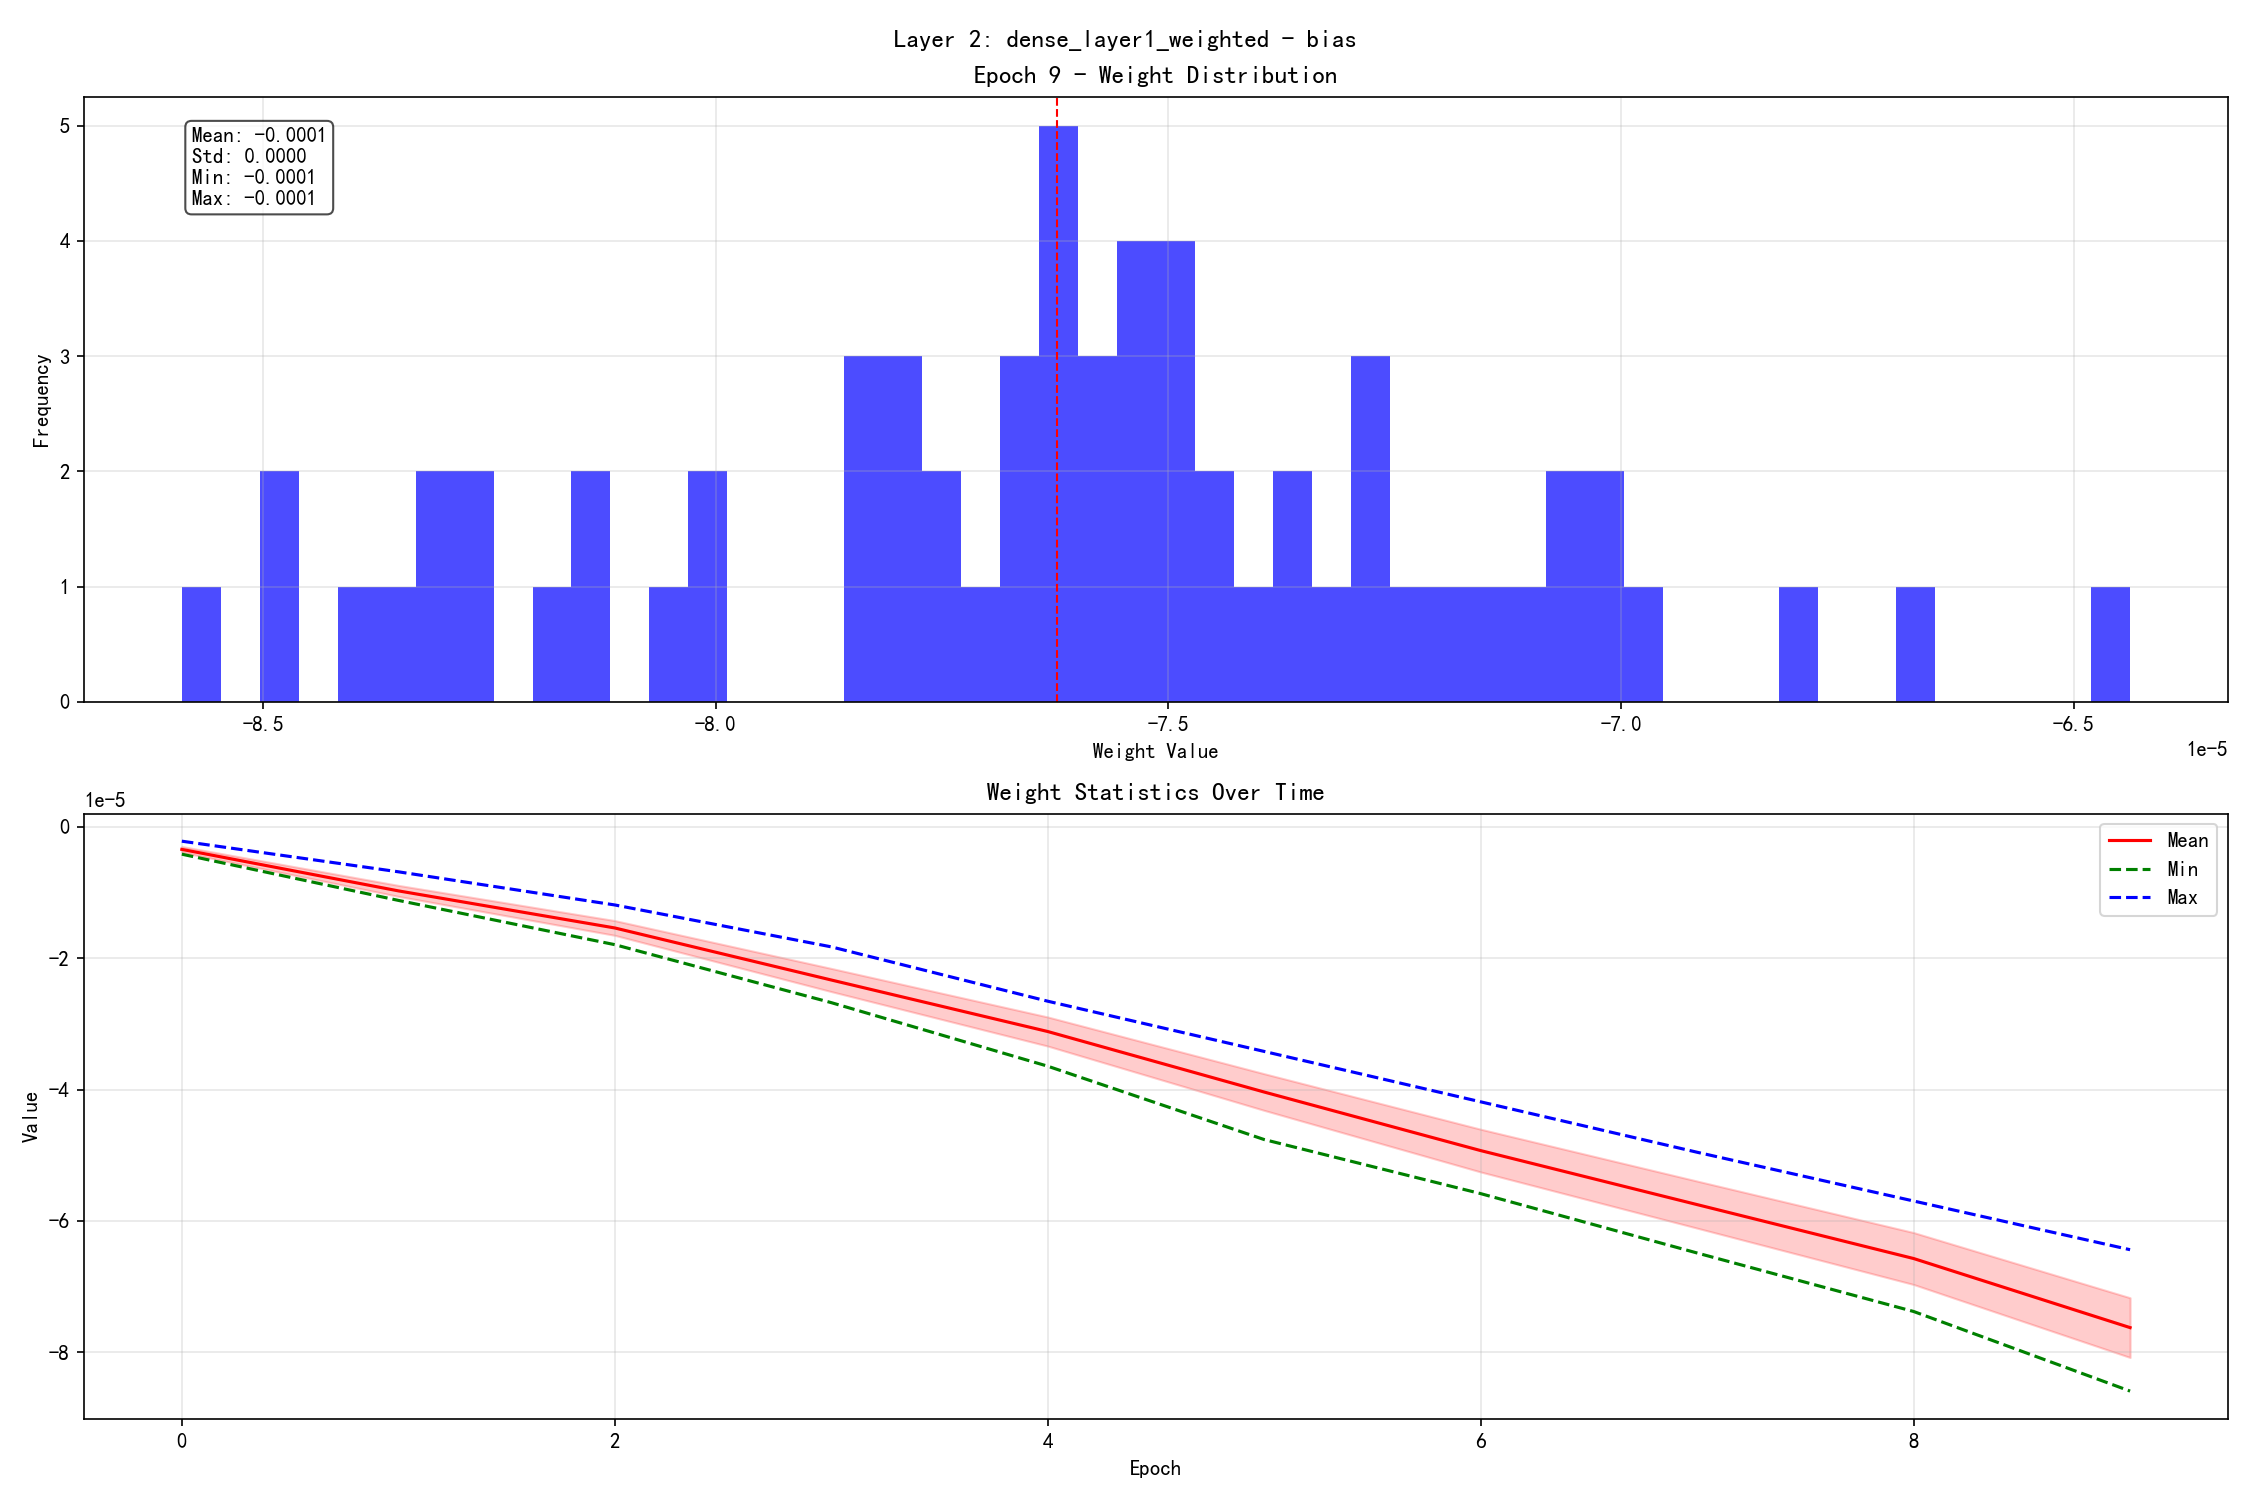 Layer 2: dense_layer1_weighted - bias
Epoch 9 - Weight Distribution
Mean: -0.0001
Std: 0.0000
Min: -0.0001
Max: -0.0001
Frequency
5
4
3
2
1
0
-8.5 -8.0 -7.5 -7.0 -6.5
1e-5
Weight Value
Weight Statistics Over Time
1e-5
Mean
Min
Max
Value
0
-2
-4
-6
-8
0 2 4 6 8
Epoch